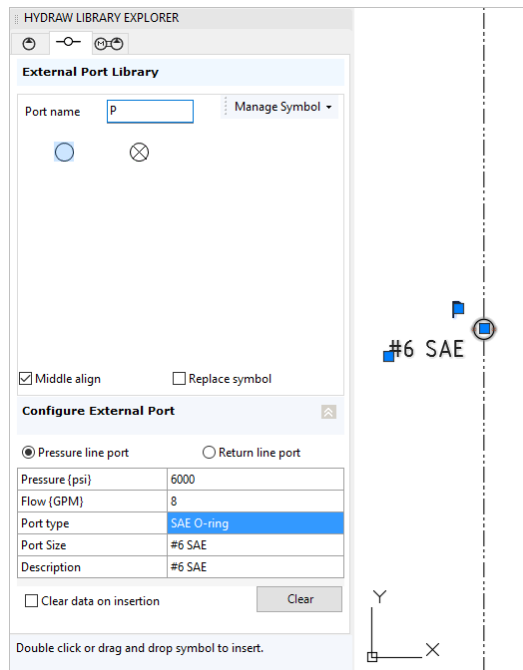 HYDRAW LIBRARY EXPLORER
M
External Port Library
Port name P Manage Symbol
P
#6 SAE
Middle align Replace symbol
Configure External Port
Pressure line port Return line port
Pressure {psi} 6000
Flow {GPM} 8
Port type SAE O-ring
Port Size #6 SAE
Description #6 SAE
Clear data on insertion Clear
Y
X
Double click or drag and drop symbol to insert.